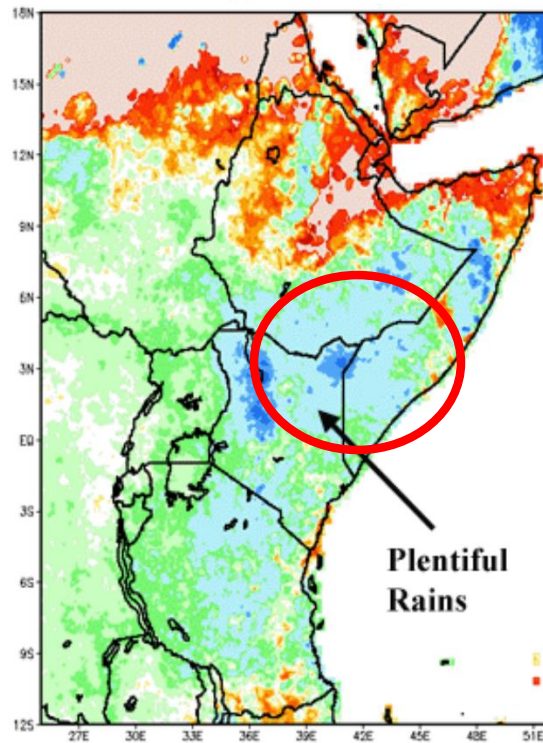 18N
15N
12N
9N
6N
3N
EQ
3S
6S
9S
12S
Plentiful
Rains
27E 30E 33E 36E 39E 42E 45E 48E 51E